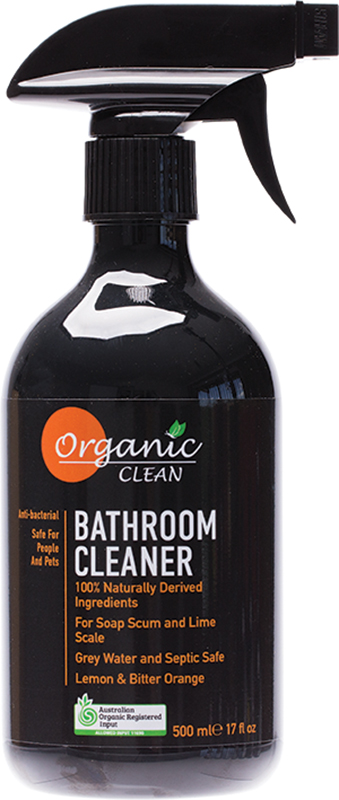 Organic
CLEAN
Anti-bacterial
Safe For
People
And Pets
BATHROOM
CLEANER
100% Naturally Derived
Ingredients
For Soap Scum and Lime
Scale
Grey Water and Septic Safe
Lemon & Bitter Orange
Australian
Organic Registered
Input
500 ml℮ 17 fl oz